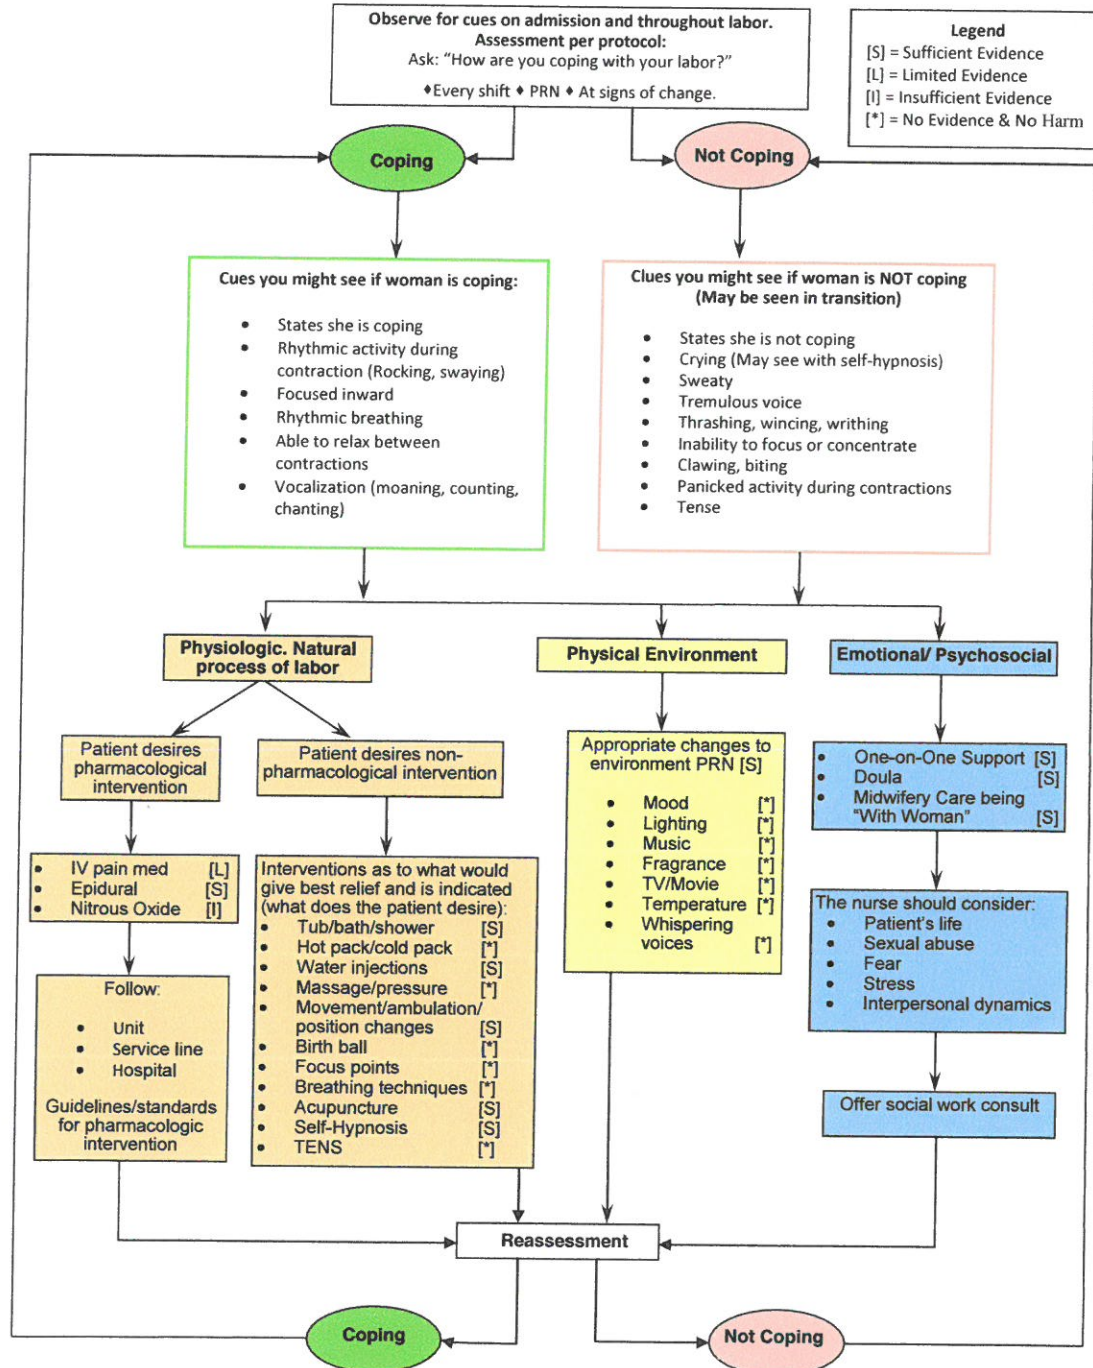 Observe for cues on admission and throughout labor.
Assessment per protocol:
Ask: “How are you coping with your labor?”
♦Every shift ♦ PRN ♦ At signs of change.
Legend
[S] = Sufficient Evidence
[L] = Limited Evidence
[I] = Insufficient Evidence
[*] = No Evidence & No Harm
Coping
Not Coping
Cues you might see if woman is coping:
• States she is coping
• Rhythmic activity during
contraction (Rocking, swaying)
• Focused inward
• Rhythmic breathing
• Able to relax between
contractions
• Vocalization (moaning, counting,
chanting)
Clues you might see if woman is NOT coping
(May be seen in transition)
• States she is not coping
• Crying (May see with self-hypnosis)
• Sweaty
• Tremulous voice
• Thrashing, wincing, writhing
• Inability to focus or concentrate
• Clawing, biting
• Panicked activity during contractions
• Tense
Physiologic. Natural
process of labor
Physical Environment
Emotional/ Psychosocial
Patient desires
pharmacological
intervention
Patient desires non-
pharmacological intervention
• IV pain med [L]
• Epidural [S]
• Nitrous Oxide [I]
Follow:
• Unit
• Service line
• Hospital
Guidelines/standards
for pharmacologic
intervention
Interventions as to what would
give best relief and is indicated
(what does the patient desire):
• Tub/bath/shower [S]
• Hot pack/cold pack [*]
• Water injections [S]
• Massage/pressure [*]
• Movement/ambulation/
position changes [S]
• Birth ball [*]
• Focus points [*]
• Breathing techniques [*]
• Acupuncture [S]
• Self-Hypnosis [S]
• TENS [*]
Appropriate changes to
environment PRN [S]
• Mood [*]
• Lighting [*]
• Music [*]
• Fragrance [*]
• TV/Movie [*]
• Temperature [*]
• Whispering
voices [*]
• One-on-One Support [S]
• Doula [S]
• Midwifery Care being
“With Woman” [S]
The nurse should consider:
• Patient’s life
• Sexual abuse
• Fear
• Stress
• Interpersonal dynamics
Offer social work consult
Reassessment
Coping
Not Coping